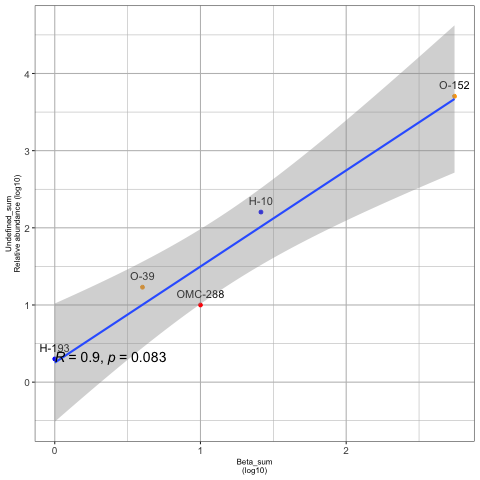 O-152
4
3
H-10
2
O-39
OMC-288
1
H-193
R = 0.9, p = 0.083
0
0
1
2
Undefined_sum
Relative abundance (log10)
Beta_sum
(log10)